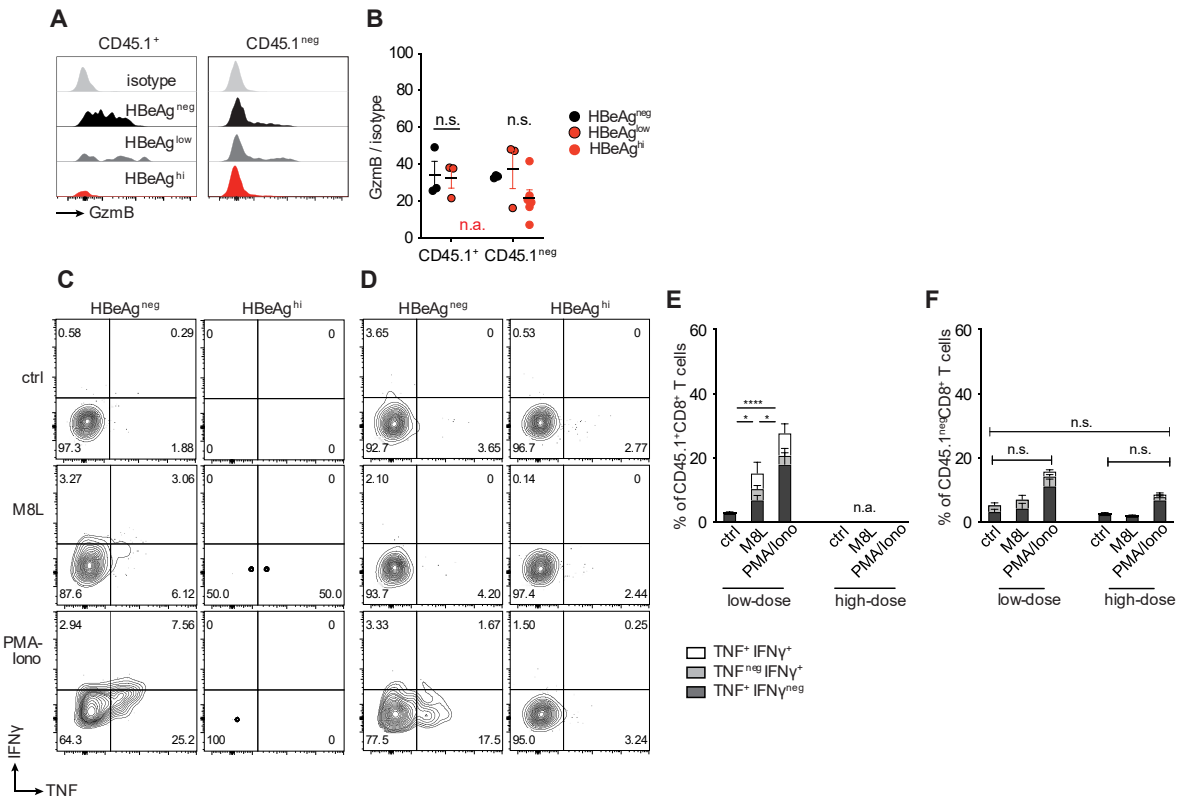 A
CD45.1⁺ CD45.1ⁿᵉᵍ
isotype
HBeAgⁿᵉᵍ
HBeAgˡᵒʷ
HBeAgʰⁱ
GzmB
B
100
80
60
40
20
0
GzmB / isotype
n.s. n.s.
n.a.
CD45.1⁺ CD45.1ⁿᵉᵍ
HBeAgⁿᵉᵍ
HBeAgˡᵒʷ
HBeAgʰⁱ
C
HBeAgⁿᵉᵍ HBeAgʰⁱ
ctrl
0.58 0.29 0 0
97.3 1.88 0 0
M8L
3.27 3.06 0 0
87.6 6.12 50.0 50.0
PMA-
Iono
2.94 7.56 0 0
64.3 25.2 100 0
IFNγ
TNF
D
HBeAgⁿᵉᵍ HBeAgʰⁱ
3.65 0 0.53 0
92.7 3.65 96.7 2.77
2.10 0 0.14 0
93.7 4.20 97.4 2.44
3.33 1.67 1.50 0.25
77.5 17.5 95.0 3.24
E
60
40
20
0
% of CD45.1⁺CD8⁺ T cells
****
* *
n.a.
ctrl M8L PMA/Iono ctrl M8L PMA/Iono
low-dose high-dose
F
60
40
20
0
% of CD45.1ⁿᵉᵍCD8⁺ T cells
n.s.
n.s. n.s.
ctrl M8L PMA/Iono ctrl M8L PMA/Iono
low-dose high-dose
TNF⁺ IFNγ⁺
TNFⁿᵉᵍ IFNγ⁺
TNF⁺ IFNγⁿᵉᵍ